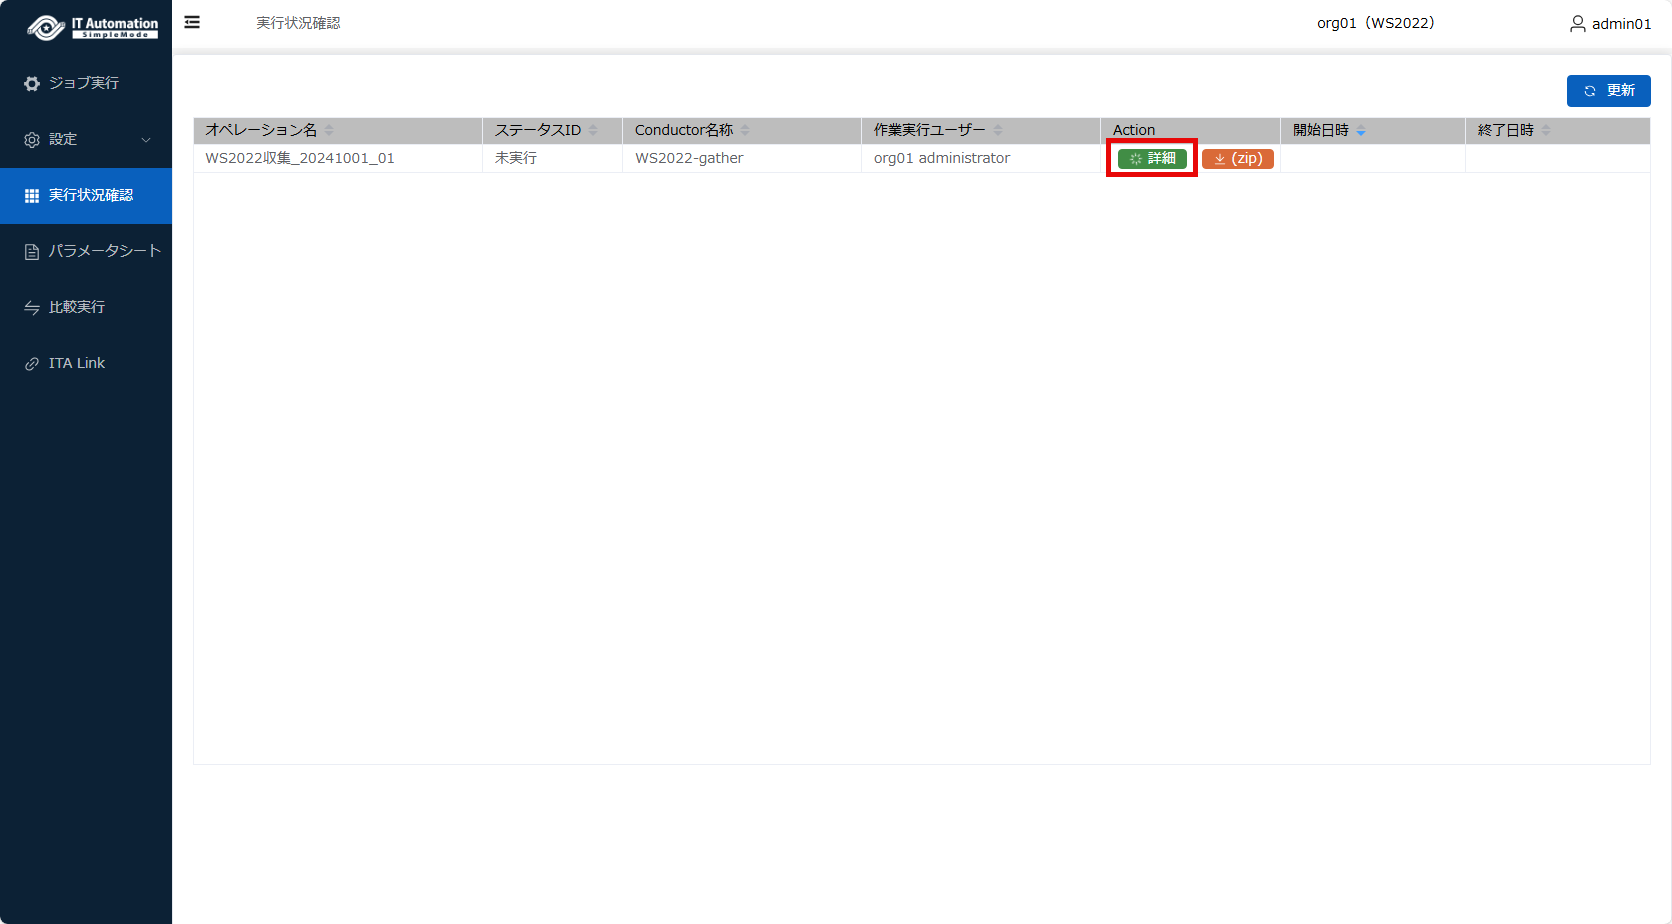 IT Automation
SimpleMode
実行状況確認
org01（WS2022）
admin01
ジョブ実行
設定
実行状況確認
パラメータシート
比較実行
ITA Link
更新
オペレーション名 ステータスID Conductor名称 作業実行ユーザー Action 開始日時 終了日時
WS2022収集_20241001_01 未実行 WS2022-gather org01 administrator 詳細 (zip)